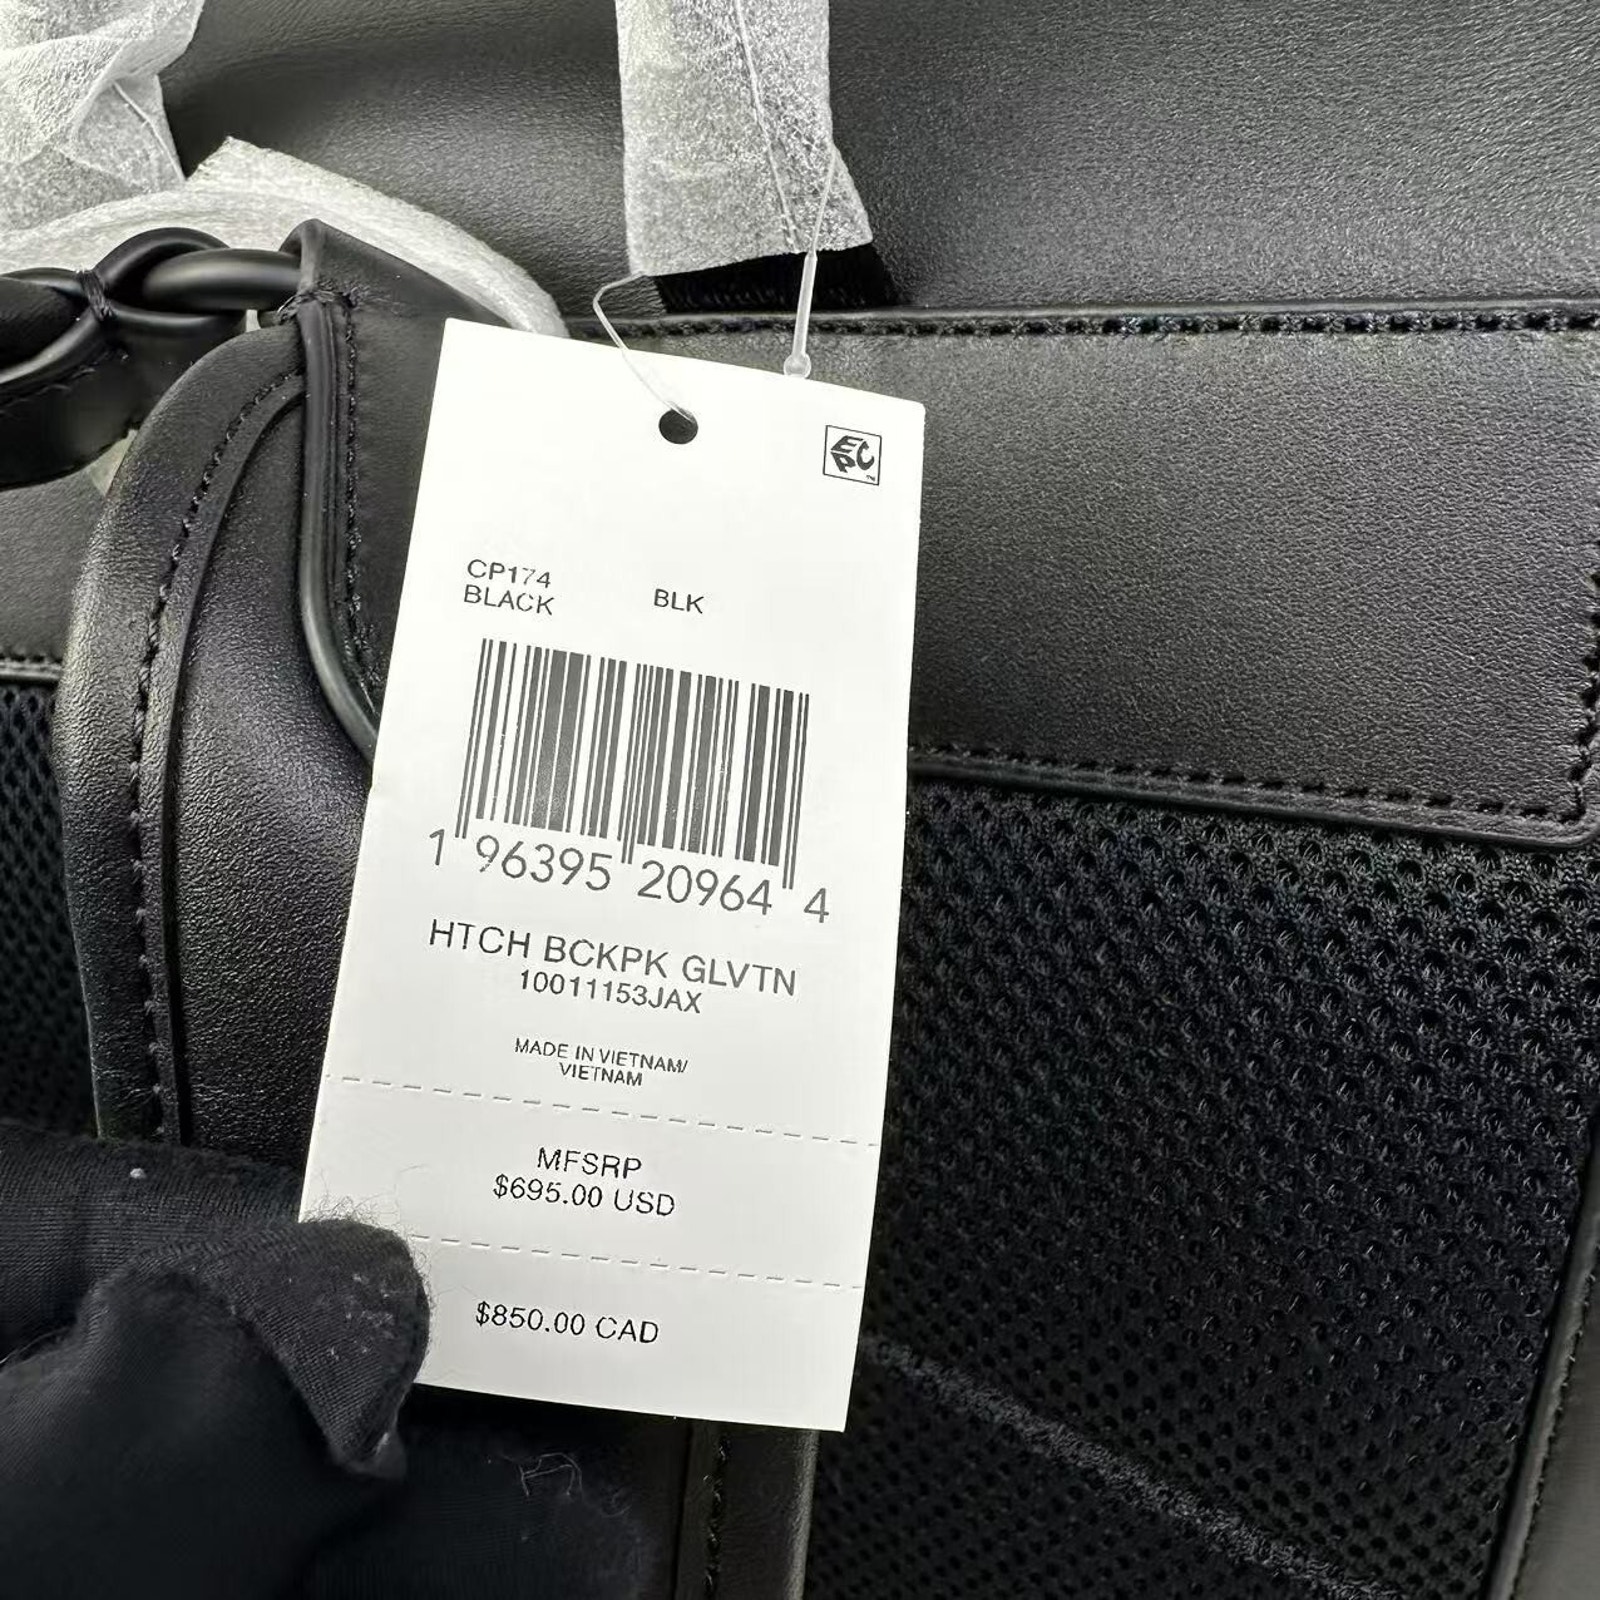 EPC
TM
CP174
BLACK BLK
1 96395 20964 4
HTCH BCKPK GLVTN
10011153JAX
MADE IN VIETNAM/
VIETNAM
MFSRP
$695.00 USD
$850.00 CAD